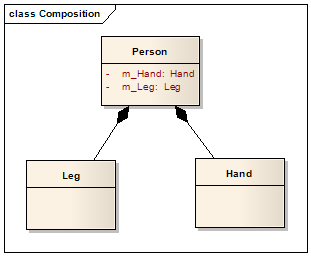 class Composition
Person
- m_Hand: Hand
- m_Leg: Leg
Leg
Hand